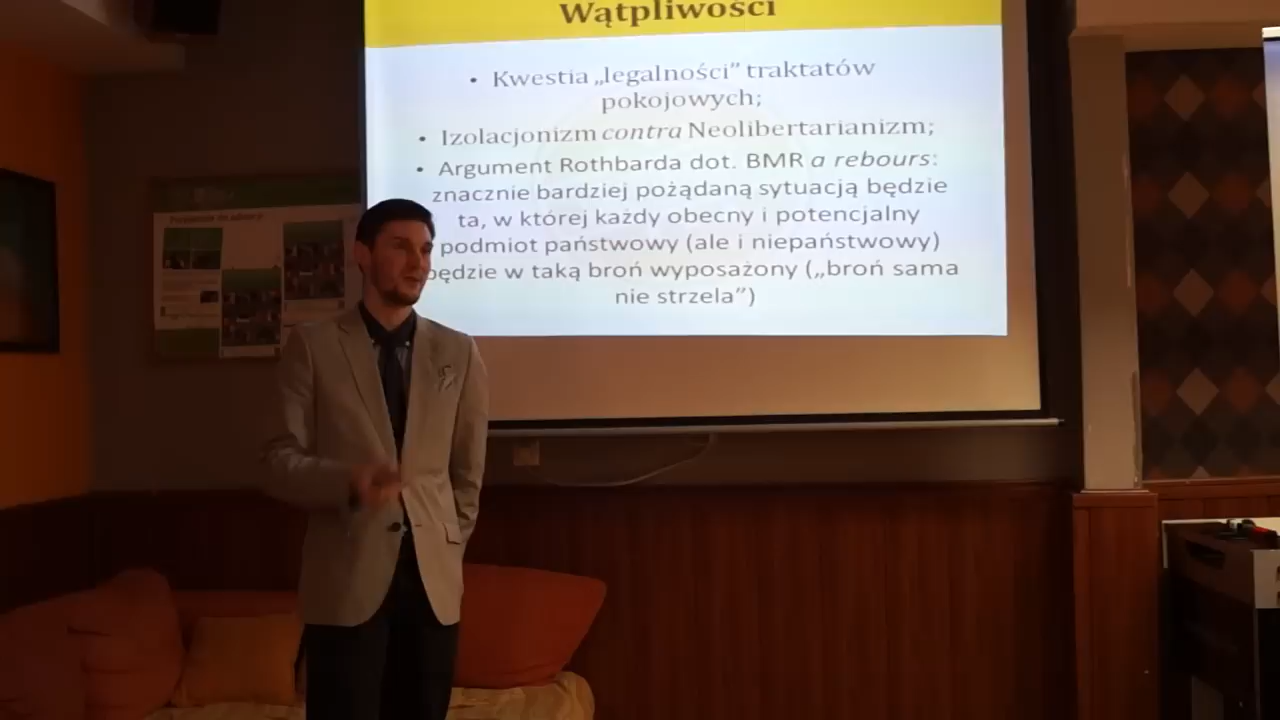 Wątpliwości
• Kwestia „legalności” traktatów
pokojowych;
• Izolacjonizm contra Neolibertarianizm;
• Argument Rothbarda dot. BMR a rebours:
znacznie bardziej pożądaną sytuacją będzie
ta, w której każdy obecny i potencjalny
podmiot państwowy (ale i niepaństwowy)
będzie w taką broń wyposażony („broń sama
nie strzela”)